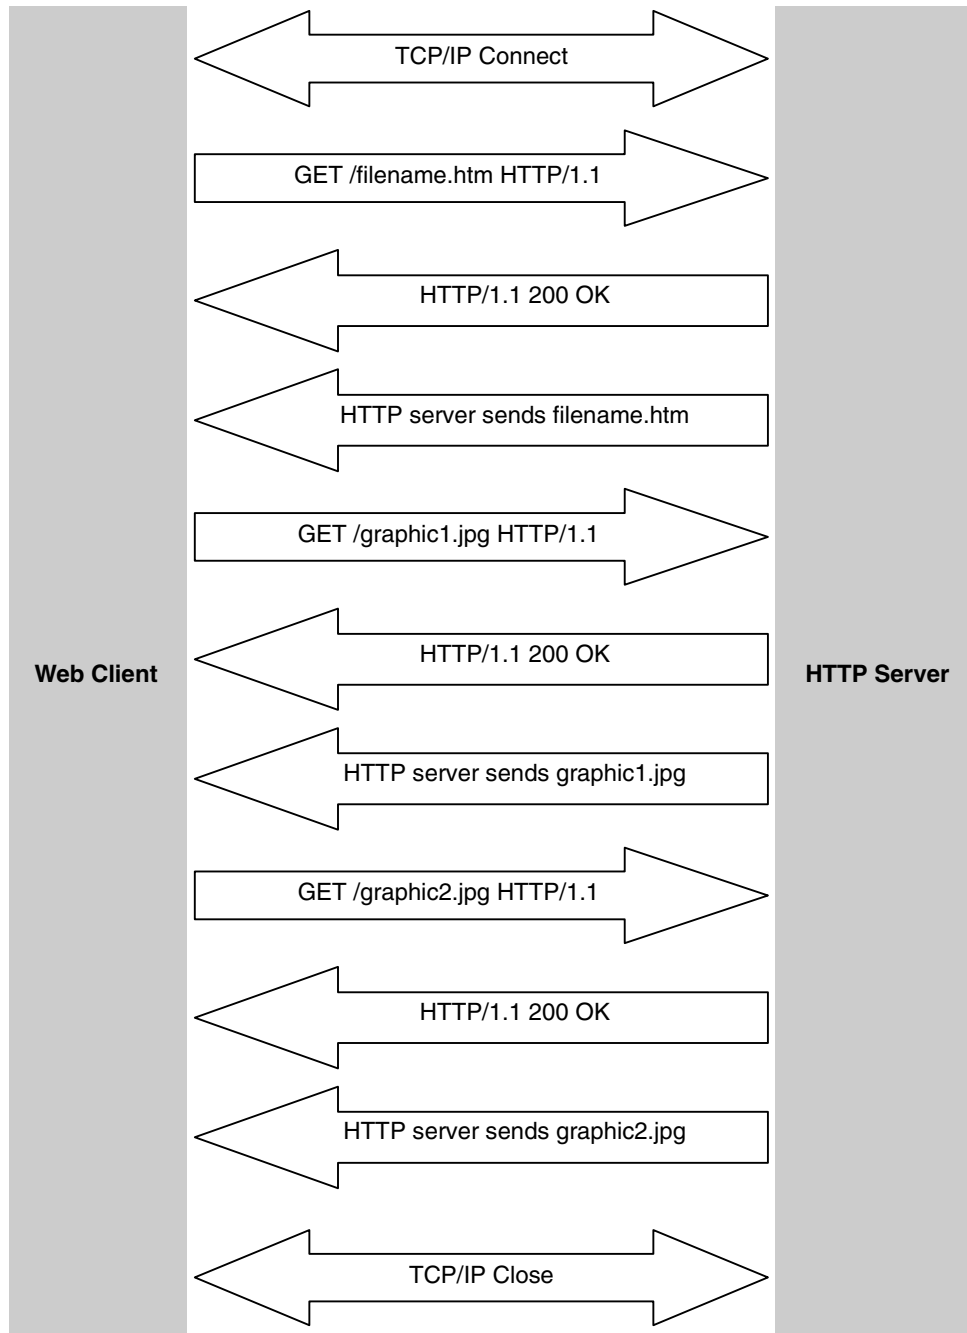 TCP/IP Connect
GET /filename.htm HTTP/1.1
HTTP/1.1 200 OK
HTTP server sends filename.htm
GET /graphic1.jpg HTTP/1.1
HTTP/1.1 200 OK
Web Client
HTTP Server
HTTP server sends graphic1.jpg
GET /graphic2.jpg HTTP/1.1
HTTP/1.1 200 OK
HTTP server sends graphic2.jpg
TCP/IP Close